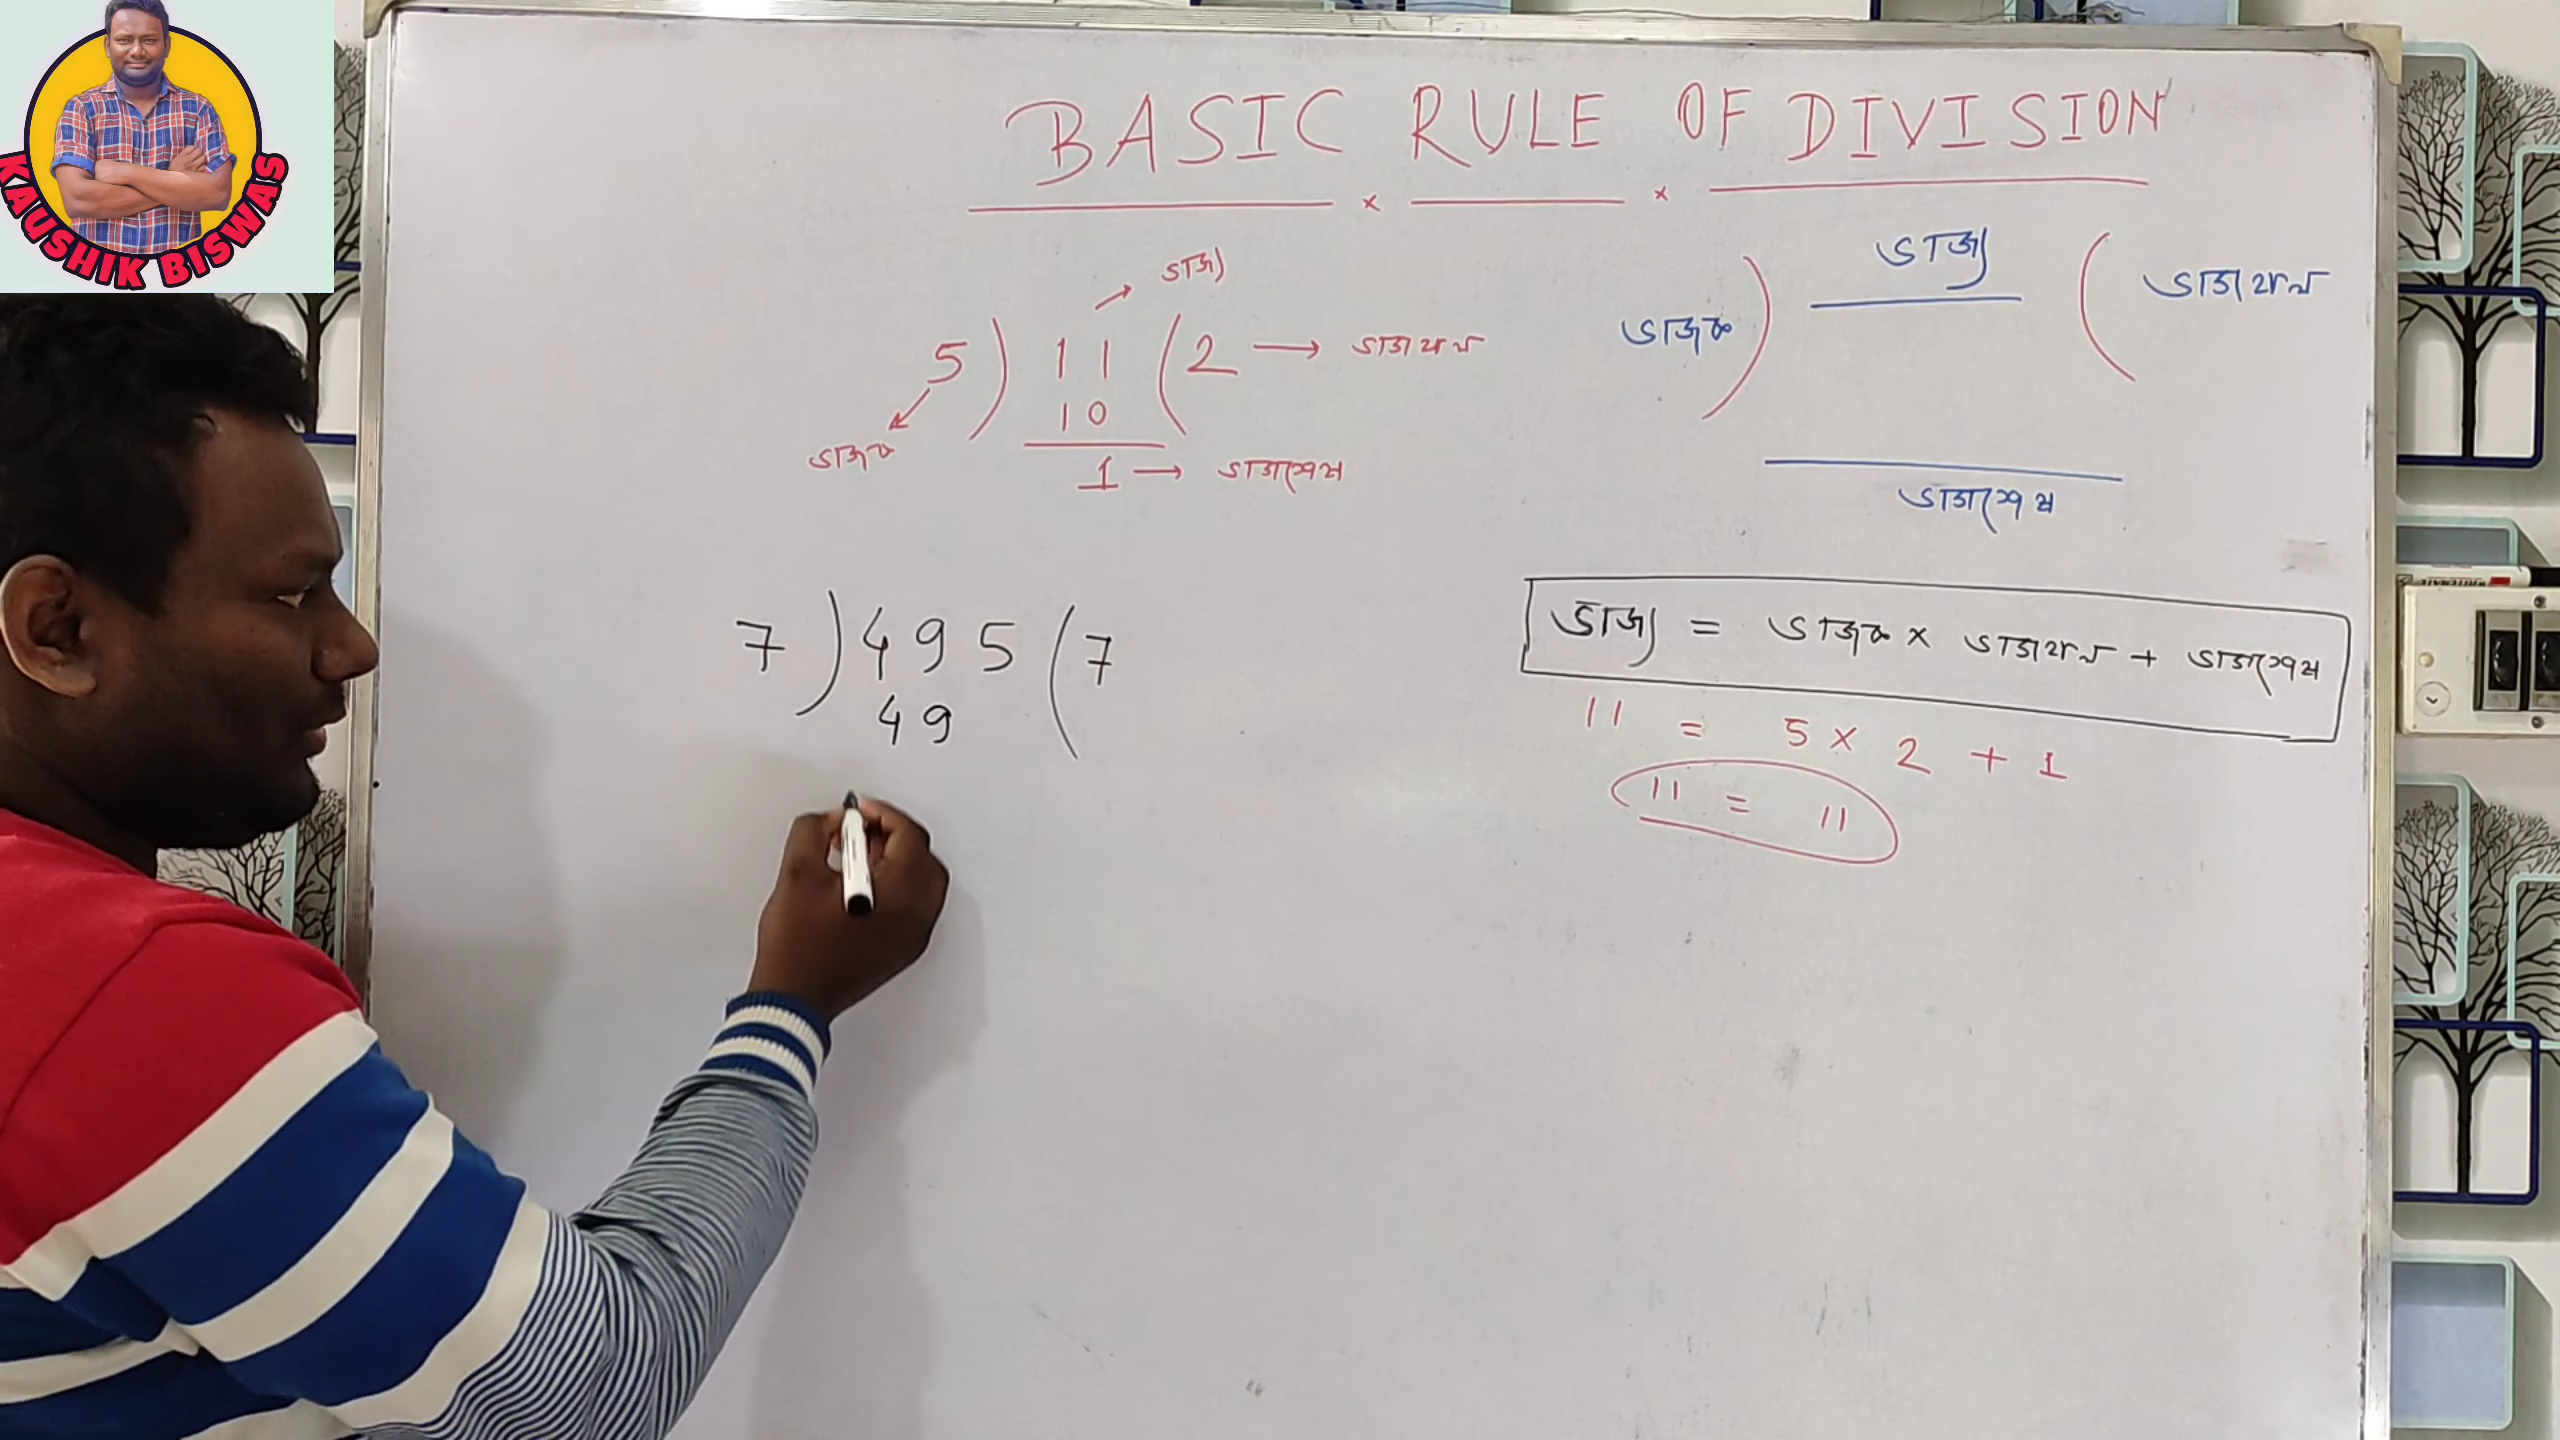 KAUSHIK BISWAS
BASIC RULE OF DIVISION
ভাজ্য
5 ) 11 ( 2 → ভাগফল
ভাজক
10
1 → ভাগশেষ
ভাজ্য
ভাজক ) ( ভাগফল
ভাগশেষ
7 ) 495 ( 7
49
ভাজ্য = ভাজক × ভাগফল + ভাগশেষ
11 = 5 × 2 + 1
11 = 11